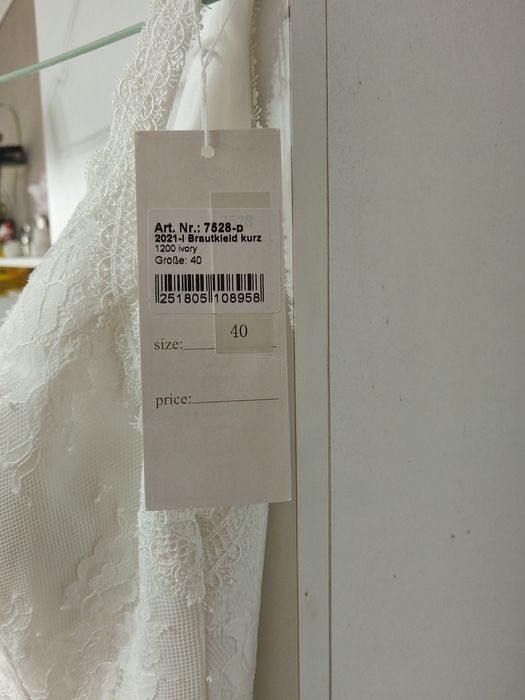 Art. Nr.: 7528-p
2021-I Brautkleid kurz
1200 ivory
Größe: 40
251805 108958
40
size:
price: